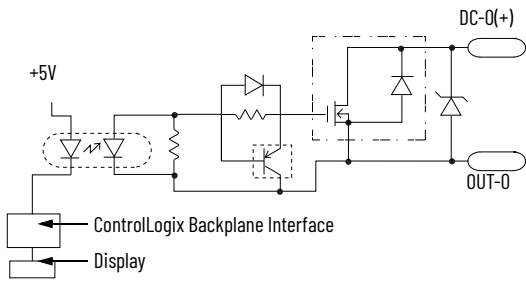 DC-0(+)
+5V
OUT-0
ControlLogix Backplane Interface
Display